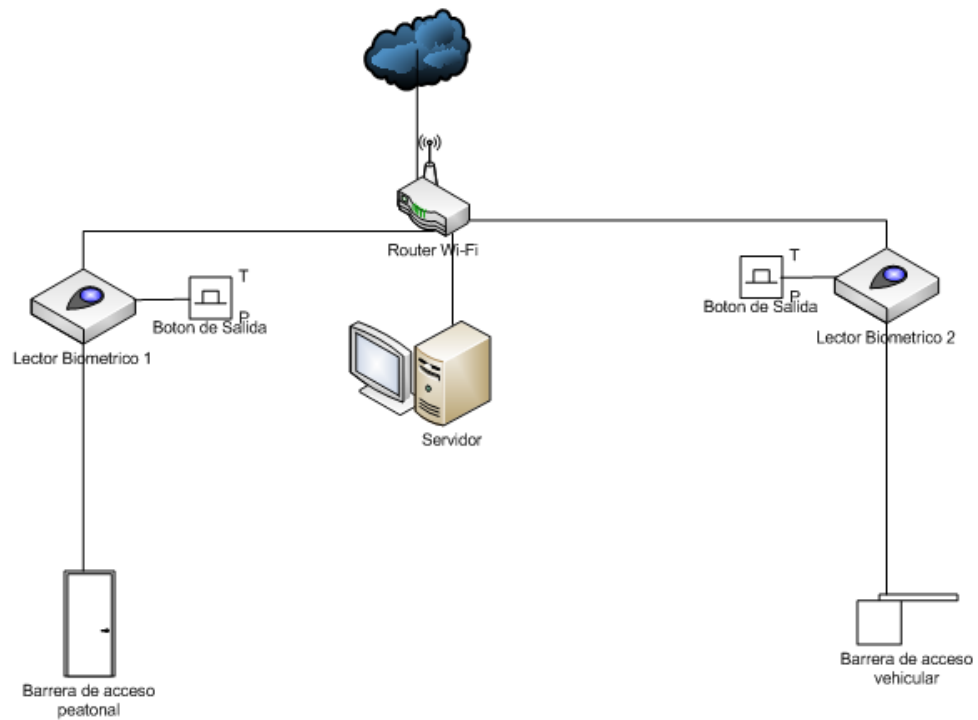 Router Wi-Fi
T
P
Boton de Salida
T
P
Boton de Salida
Lector Biometrico 1
Lector Biometrico 2
Servidor
Barrera de acceso
peatonal
Barrera de acceso
vehicular